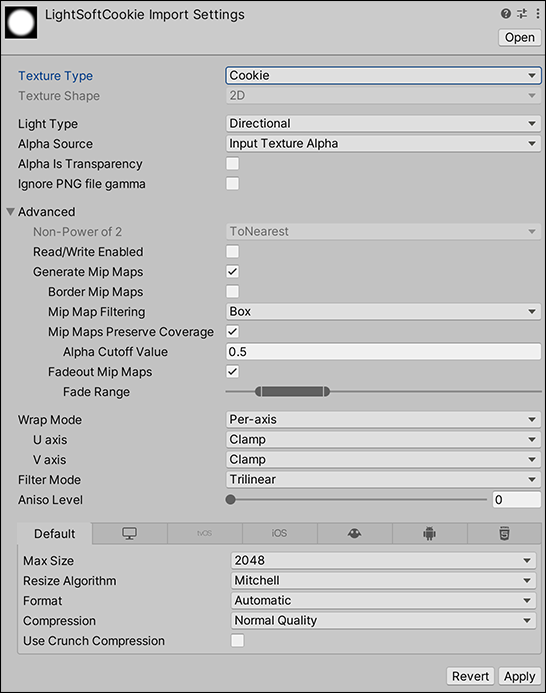 LightSoftCookie Import Settings
Open
Texture Type Cookie
Texture Shape 2D
Light Type Directional
Alpha Source Input Texture Alpha
Alpha Is Transparency
Ignore PNG file gamma
Advanced
Non-Power of 2 ToNearest
Read/Write Enabled
Generate Mip Maps
Border Mip Maps
Mip Map Filtering Box
Mip Maps Preserve Coverage
Alpha Cutoff Value 0.5
Fadeout Mip Maps
Fade Range
Wrap Mode Per-axis
U axis Clamp
V axis Clamp
Filter Mode Trilinear
Aniso Level 0
Default tvOS iOS
Max Size 2048
Resize Algorithm Mitchell
Format Automatic
Compression Normal Quality
Use Crunch Compression
Revert Apply